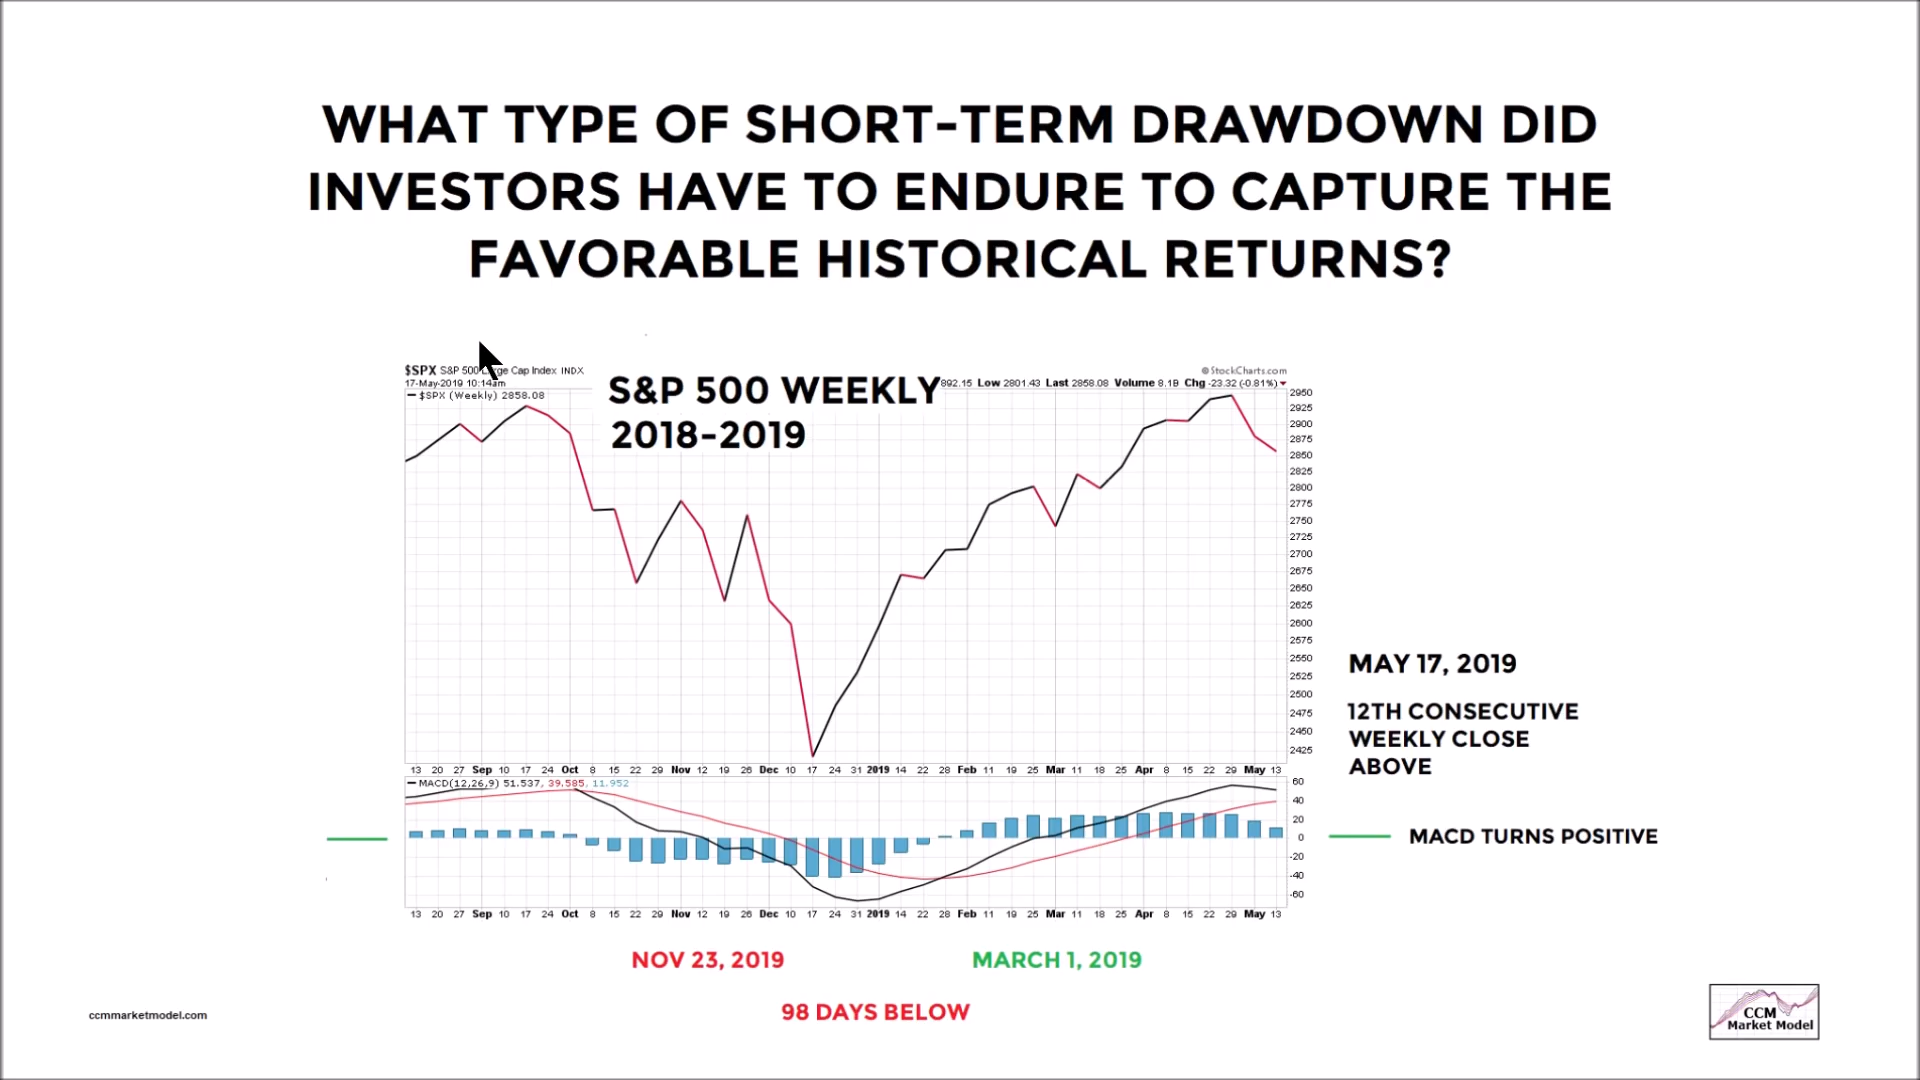 WHAT TYPE OF SHORT-TERM DRAWDOWN DID
INVESTORS HAVE TO ENDURE TO CAPTURE THE
FAVORABLE HISTORICAL RETURNS?
$SPX S&P 500 Large Cap Index INDX
© StockCharts.com
17-May-2019 10:14am
892.15 Low 2801.43 Last 2858.08 Volume 8.1B Chg -23.32 (-0.81%)
$SPX (Weekly) 2858.08
S&P 500 WEEKLY
2018-2019
2950
2925
2900
2875
2850
2825
2800
2775
2750
2725
2700
2675
2650
2625
2600
2575
2550
2525
2500
2475
2450
2425
13 20 27 Sep 10 17 24 Oct 8 15 22 29 Nov 12 19 26 Dec 10 17 24 31 2019 14 22 28 Feb 11 19 25 Mar 11 18 25 Apr 8 15 22 29 May 13
MACD(12,26,9) 51.537, 39.585, 11.952
60
40
20
0
-20
-40
-60
13 20 27 Sep 10 17 24 Oct 8 15 22 29 Nov 12 19 26 Dec 10 17 24 31 2019 14 22 28 Feb 11 19 25 Mar 11 18 25 Apr 8 15 22 29 May 13
MAY 17, 2019
12TH CONSECUTIVE
WEEKLY CLOSE
ABOVE
MACD TURNS POSITIVE
NOV 23, 2019
MARCH 1, 2019
98 DAYS BELOW
ccmmarketmodel.com
CCM
Market Model